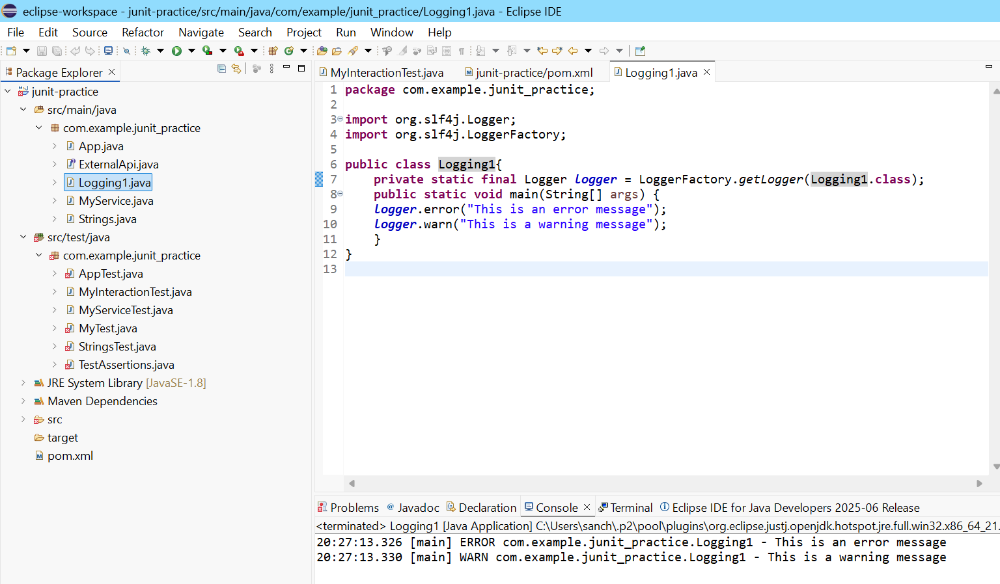 eclipse-workspace - junit-practice/src/main/java/com/example/junit_practice/Logging1.java - Eclipse IDE
File Edit Source Refactor Navigate Search Project Run Window Help
Package Explorer
junit-practice
src/main/java
com.example.junit_practice
App.java
ExternalApi.java
Logging1.java
MyService.java
Strings.java
src/test/java
com.example.junit_practice
AppTest.java
MyInteractionTest.java
MyServiceTest.java
MyTest.java
StringsTest.java
TestAssertions.java
JRE System Library [JavaSE-1.8]
Maven Dependencies
src
target
pom.xml
MyInteractionTest.java junit-practice/pom.xml Logging1.java
1 package com.example.junit_practice;
2
3 import org.slf4j.Logger;
4 import org.slf4j.LoggerFactory;
5
6 public class Logging1{
7 private static final Logger logger = LoggerFactory.getLogger(Logging1.class);
8 public static void main(String[] args) {
9 logger.error("This is an error message");
10 logger.warn("This is a warning message");
11 }
12 }
13
Problems Javadoc Declaration Console Terminal Eclipse IDE for Java Developers 2025-06 Release
<terminated> Logging1 [Java Application] C:\Users\sanch\.p2\pool\plugins\org.eclipse.justj.openjdk.hotspot.jre.full.win32.x86_64_21.
20:27:13.326 [main] ERROR com.example.junit_practice.Logging1 - This is an error message
20:27:13.330 [main] WARN com.example.junit_practice.Logging1 - This is a warning message